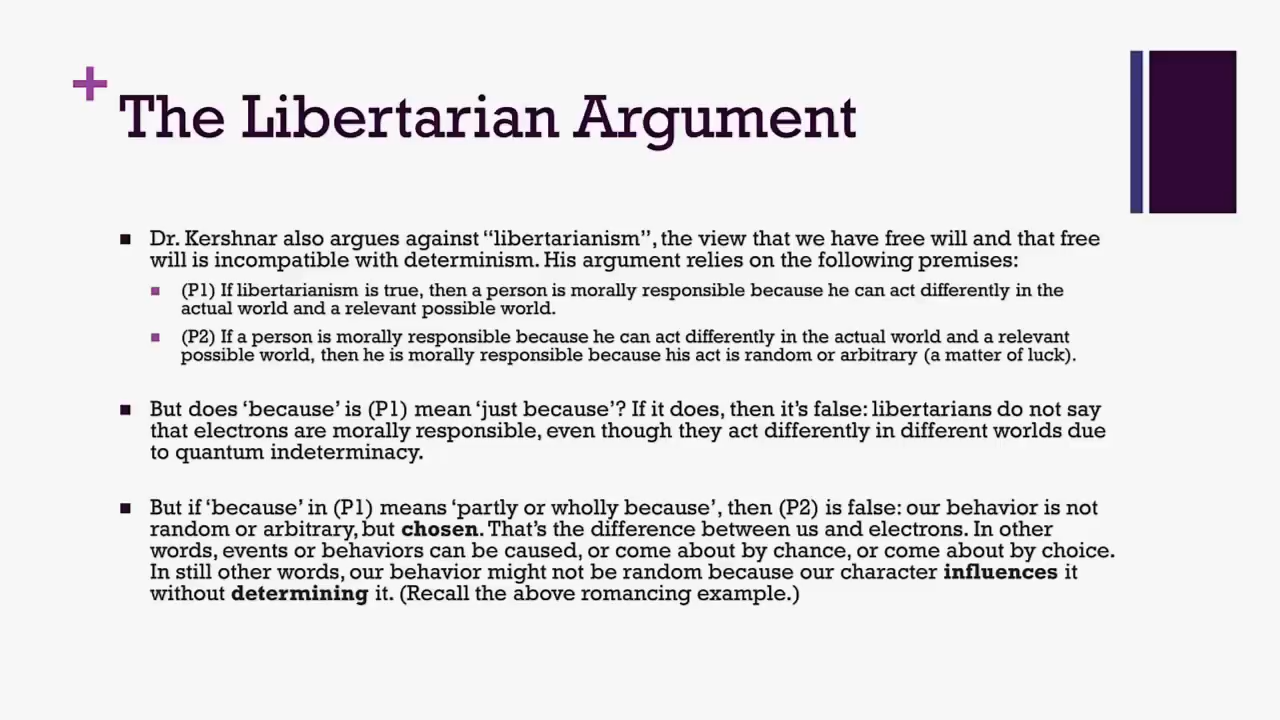 The Libertarian Argument
Dr. Kershnar also argues against “libertarianism”, the view that we have free will and that free
will is incompatible with determinism. His argument relies on the following premises:
(P1) If libertarianism is true, then a person is morally responsible because he can act differently in the
actual world and a relevant possible world.
(P2) If a person is morally responsible because he can act differently in the actual world and a relevant
possible world, then he is morally responsible because his act is random or arbitrary (a matter of luck).
But does ‘because’ is (P1) mean ‘just because’? If it does, then it’s false: libertarians do not say
that electrons are morally responsible, even though they act differently in different worlds due
to quantum indeterminacy.
But if ‘because’ in (P1) means ‘partly or wholly because’, then (P2) is false: our behavior is not
random or arbitrary, but chosen. That’s the difference between us and electrons. In other
words, events or behaviors can be caused, or come about by chance, or come about by choice.
In still other words, our behavior might not be random because our character influences it
without determining it. (Recall the above romancing example.)